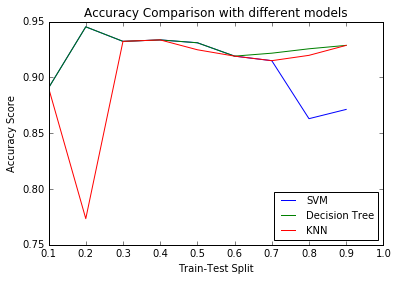 Accuracy Comparison with different models
0.95
0.90
0.85
0.80
0.75
Accuracy Score
SVM
Decision Tree
KNN
0.1 0.2 0.3 0.4 0.5 0.6 0.7 0.8 0.9 1.0
Train-Test Split